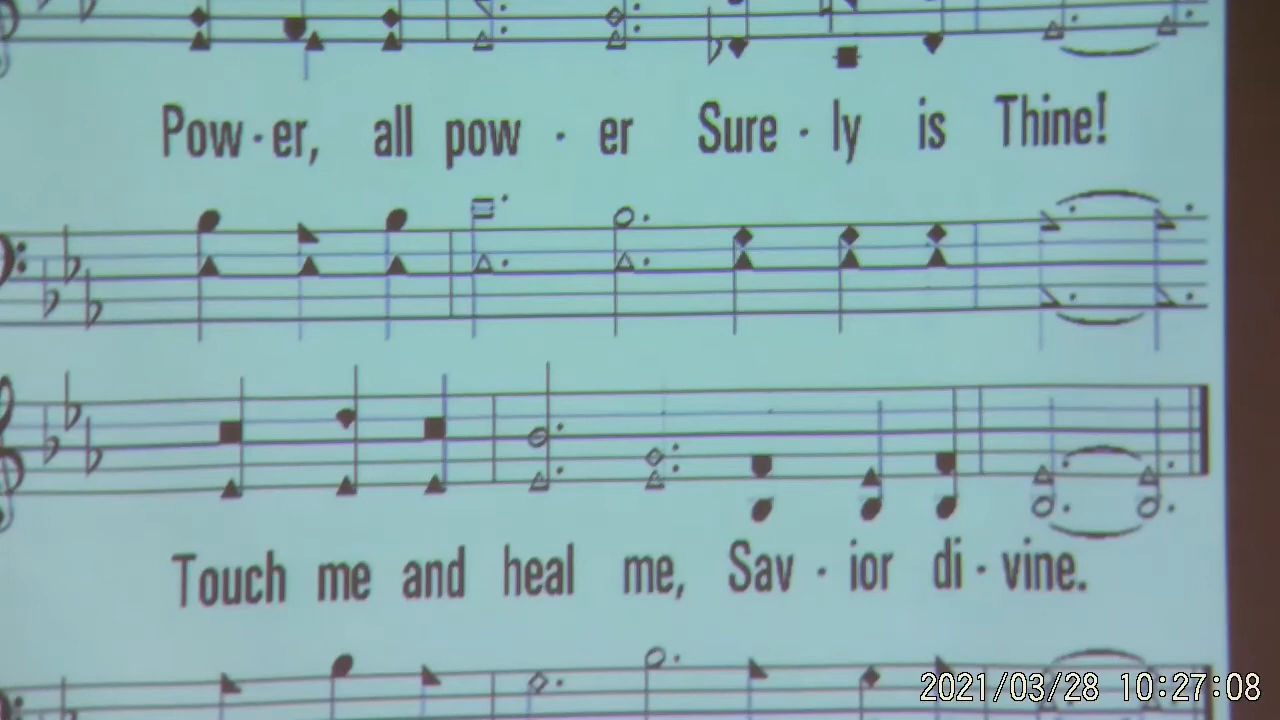 Pow - er, all pow - er Sure - ly is Thine!
Touch me and heal me, Sav - ior di - vine.
2021/03/28 10:27:08